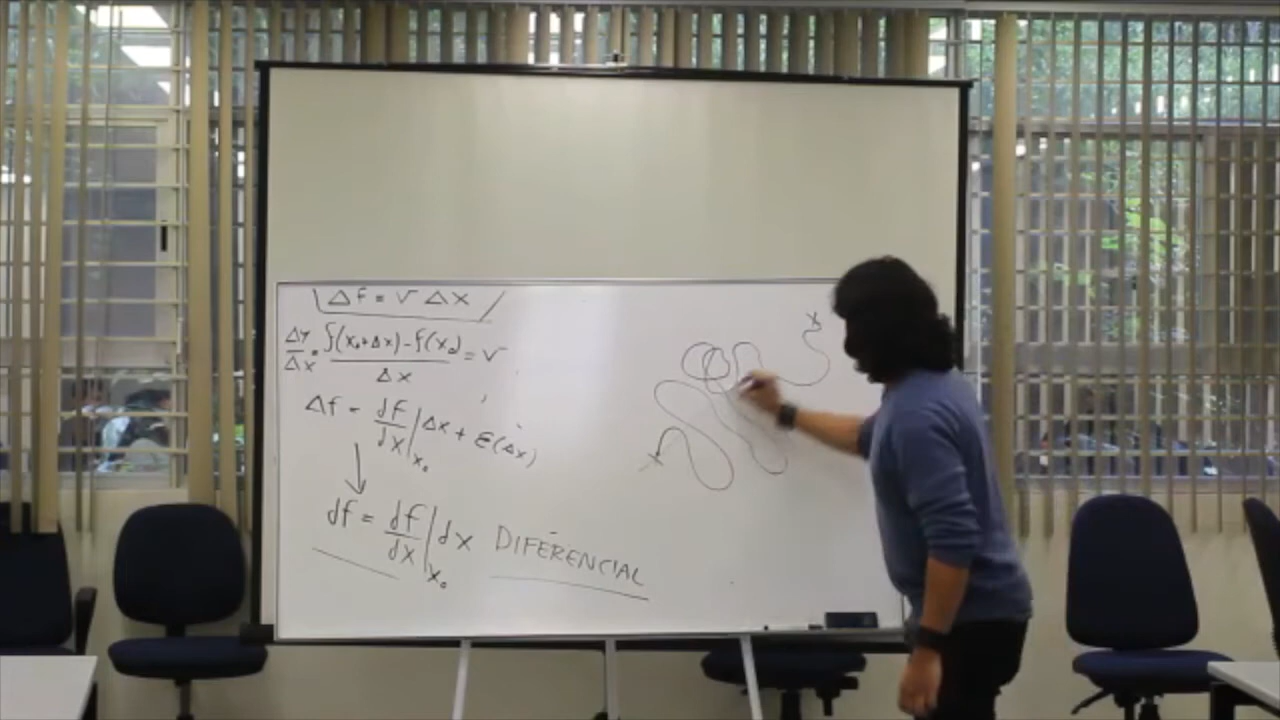 Δf = v Δx
Δy/Δx = f(x₀+Δx)-f(x₀)/Δx = v
Δf = df/dx|x₀ Δx + ε(Δx)
df = df/dx|x₀ dx DIFERENCIAL